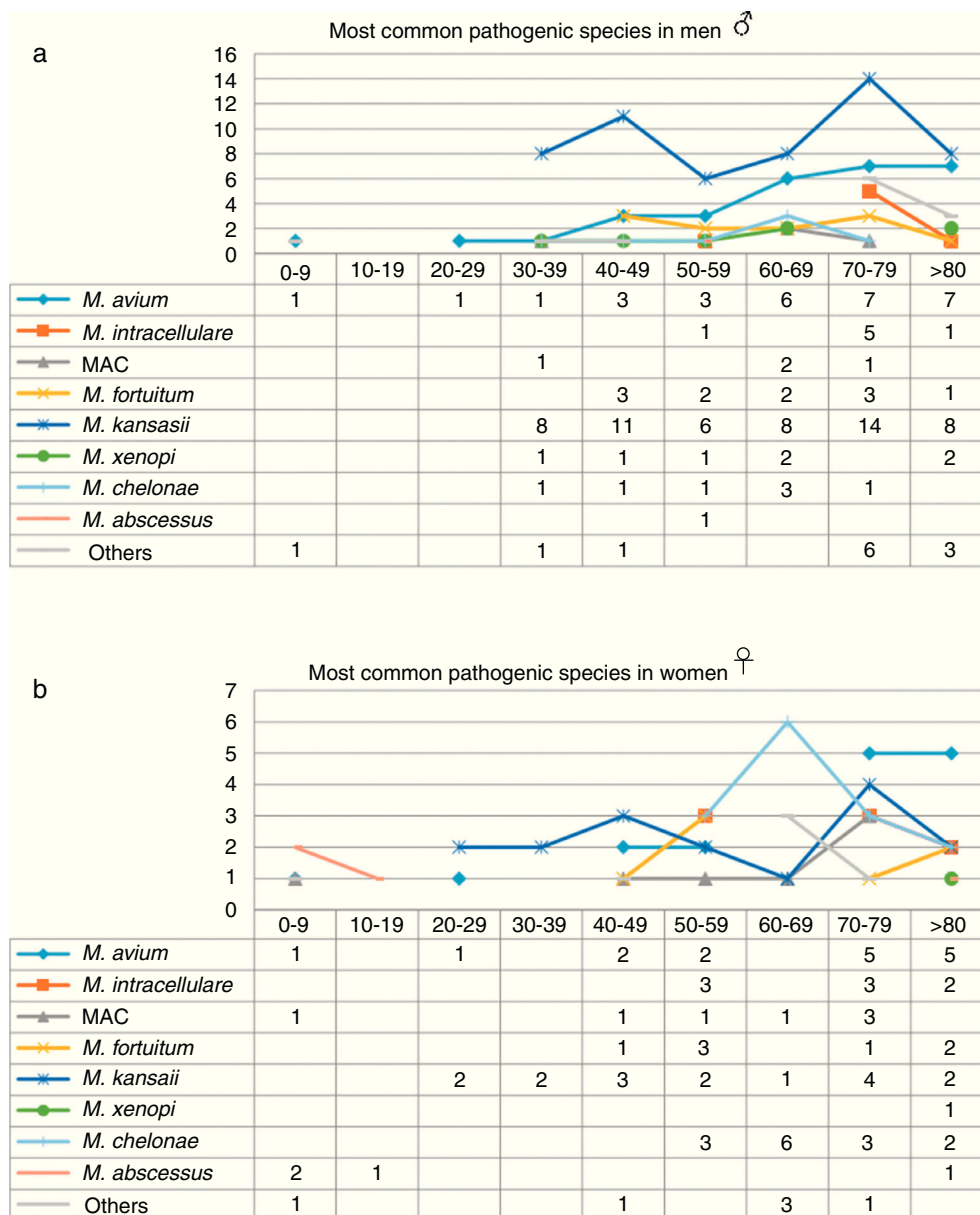 a
Most common pathogenic species in men ♂
16
14
12
10
8
6
4
2
0
0-9 10-19 20-29 30-39 40-49 50-59 60-69 70-79 >80
M. avium 1 1 1 3 3 6 7 7
M. intracellulare 1 5 1
MAC 1 2 1
M. fortuitum 3 2 2 3 1
M. kansasii 8 11 6 8 14 8
M. xenopi 1 1 1 2 2
M. chelonae 1 1 1 3 1
M. abscessus 1
Others 1 1 1 6 3
b
Most common pathogenic species in women ♀
7
6
5
4
3
2
1
0
0-9 10-19 20-29 30-39 40-49 50-59 60-69 70-79 >80
M. avium 1 1 2 2 5 5
M. intracellulare 3 3 2
MAC 1 1 1 1 3
M. fortuitum 1 3 1 2
M. kansaii 2 2 3 2 1 4 2
M. xenopi 1
M. chelonae 3 6 3 2
M. abscessus 2 1 1
Others 1 1 3 1